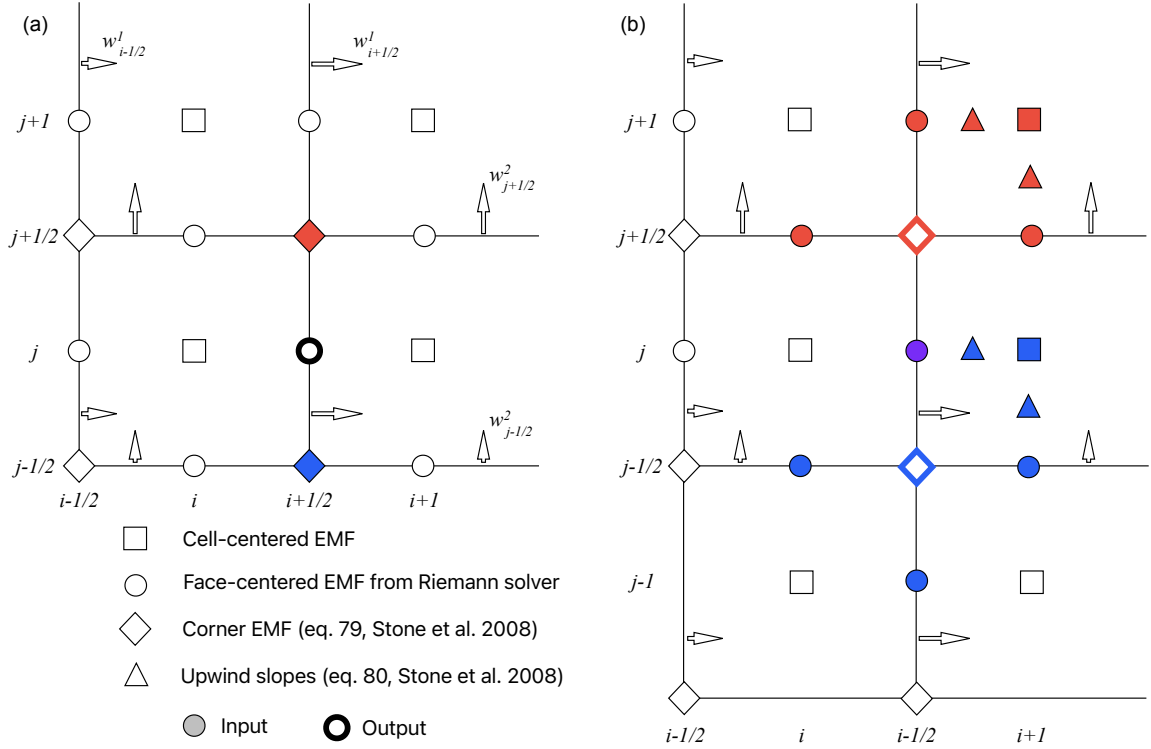 (a)
w^1_{i-1/2}
w^1_{i+1/2}
j+1
w^2_{j+1/2}
j+1/2
j
w^2_{j-1/2}
j-1/2
i-1/2 i i+1/2 i+1
Cell-centered EMF
Face-centered EMF from Riemann solver
Corner EMF (eq. 79, Stone et al. 2008)
Upwind slopes (eq. 80, Stone et al. 2008)
Input Output
(b)
j+1
j+1/2
j
j-1/2
j-1
i-1/2 i i-1/2 i+1